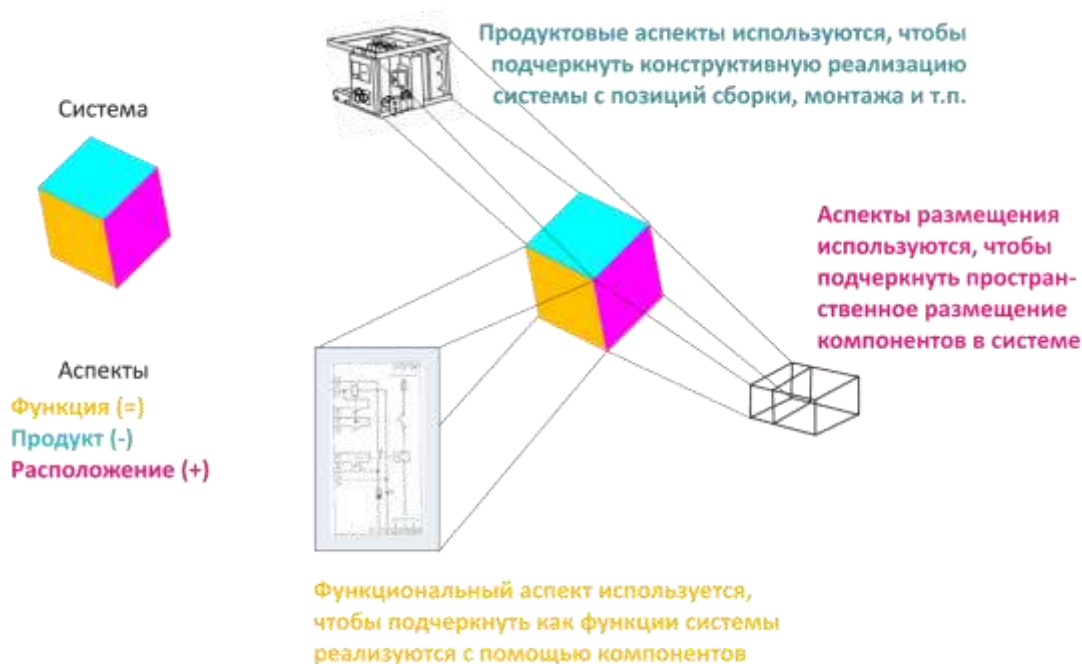 Продуктовые аспекты используются, чтобы
подчеркнуть конструктивную реализацию
системы с позиций сборки, монтажа и т.п.
Система
Аспекты размещения
используются, чтобы
подчеркнуть простран-
ственное размещение
компонентов в системе
Аспекты
Функция (=)
Продукт (-)
Расположение (+)
Функциональный аспект используется,
чтобы подчеркнуть как функции системы
реализуются с помощью компонентов